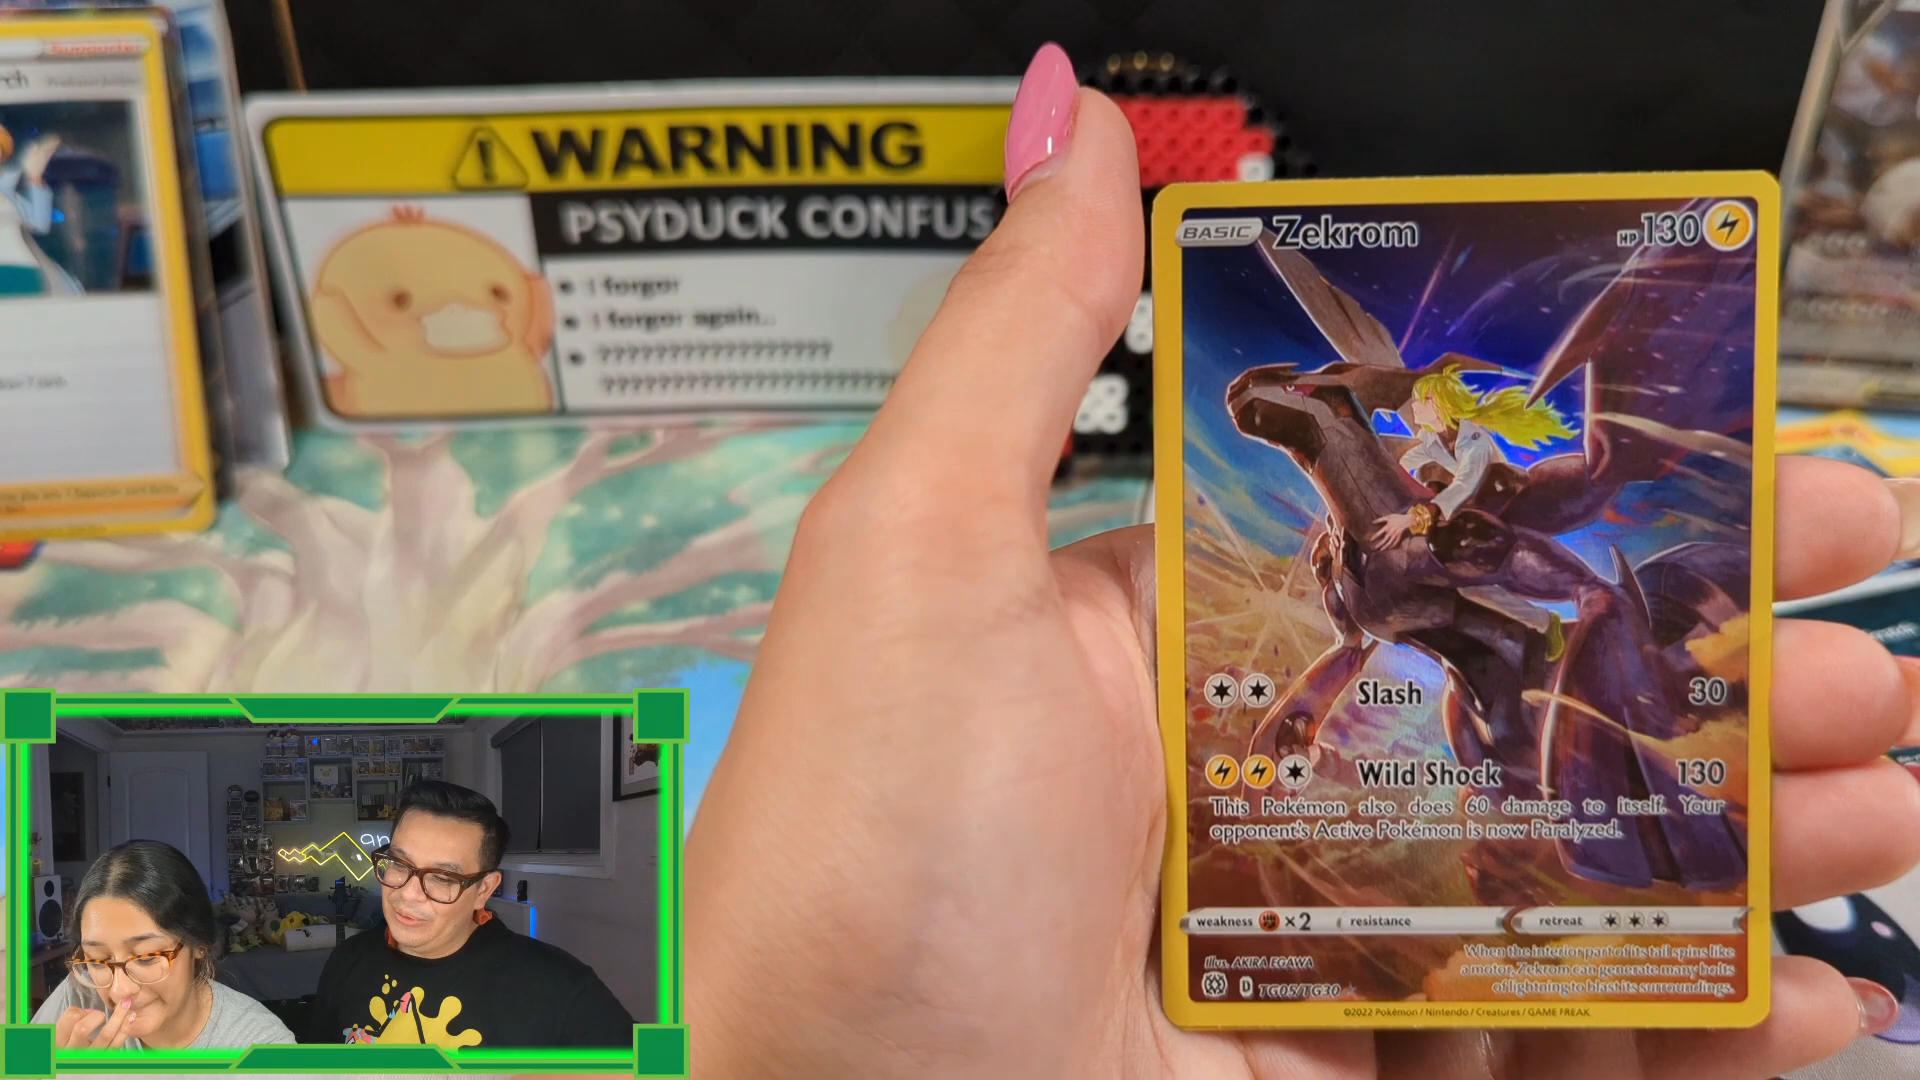 Supporter
WARNING
PSYDUCK CONFUS
I forgor
I forgor again...
?????????????????
BASIC Zekrom HP 130
Slash 30
Wild Shock 130
This Pokémon also does 60 damage to itself. Your
opponent's Active Pokémon is now Paralyzed.
weakness ×2 resistance retreat
When the interior part of its tail spins like
a motor, Zekrom can generate many bolts
of lightning to blast its surroundings.
Illus. AKIRA EGAWA
D TG05/TG30
©2022 Pokémon / Nintendo / Creatures / GAME FREAK